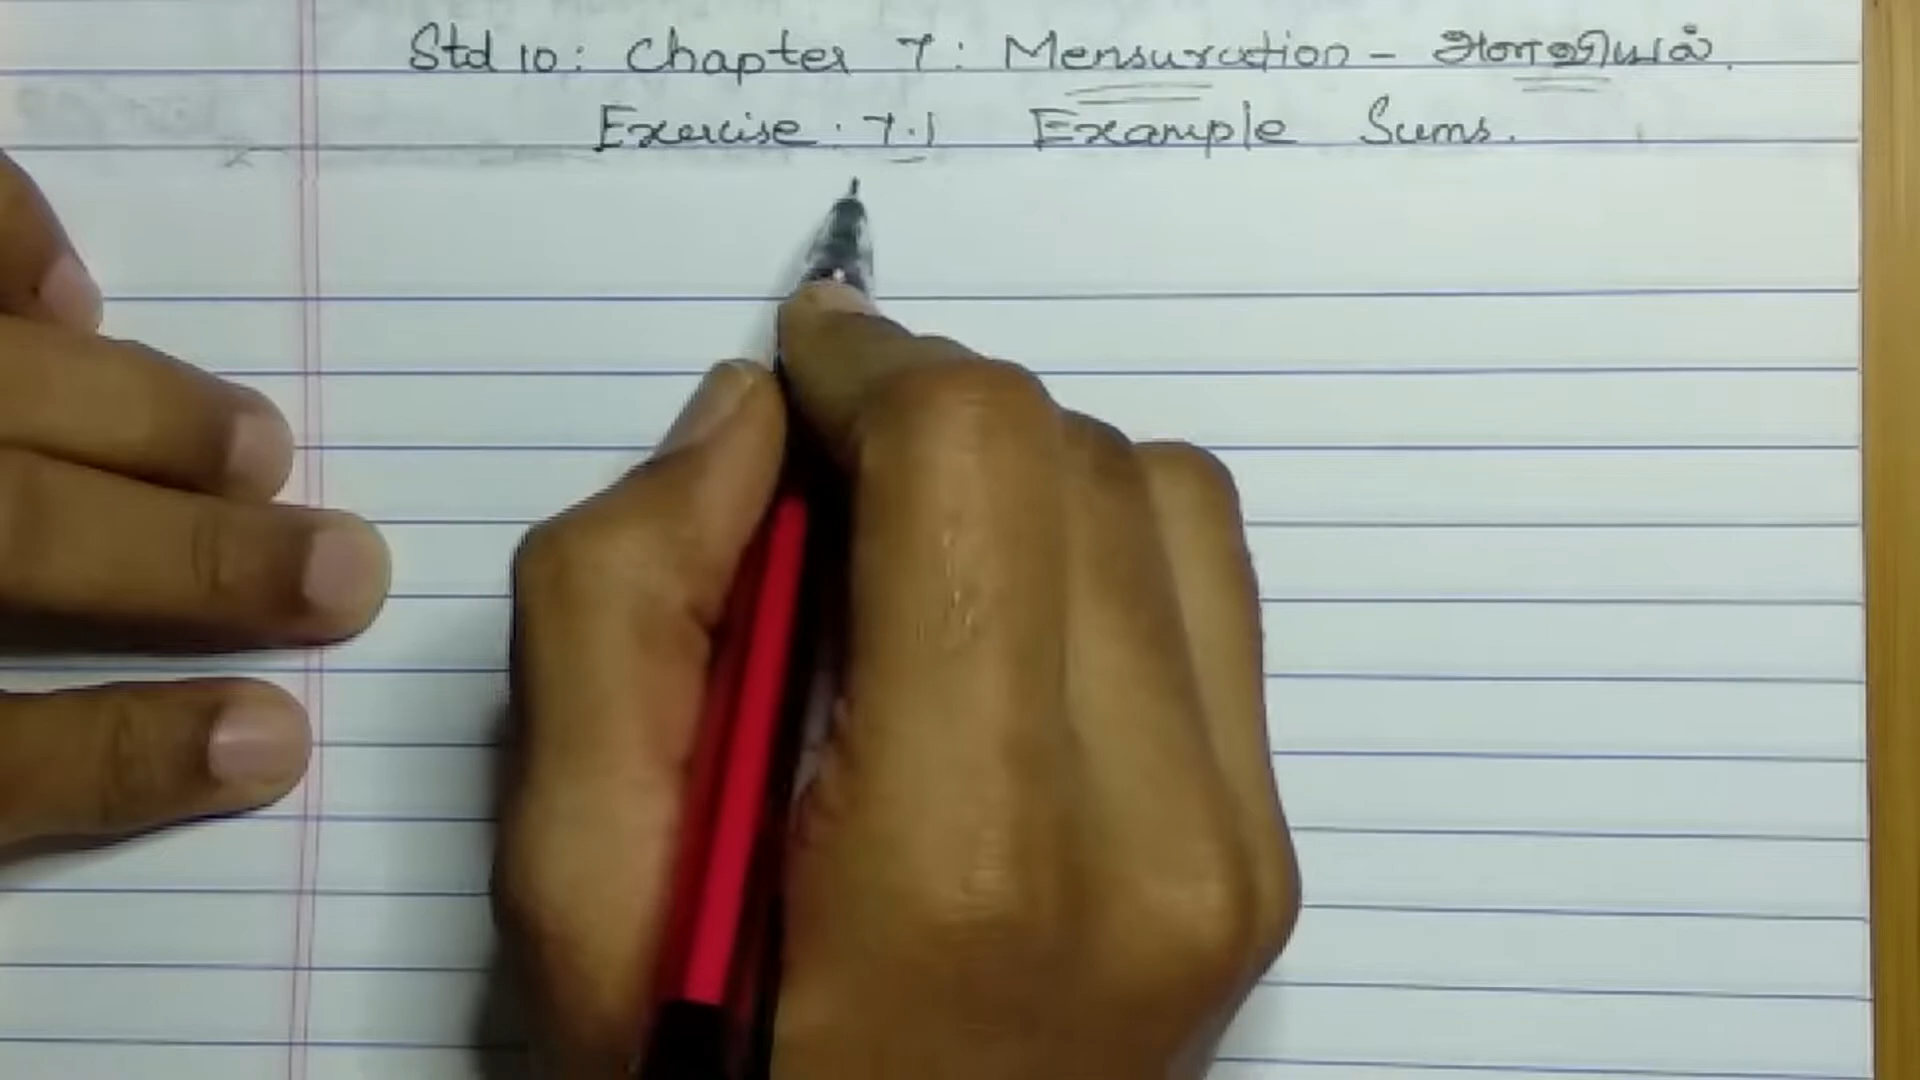 Std 10: Chapter 7: Mensuration - அளவியல்.
Exercise : 7.1 Example Sums.